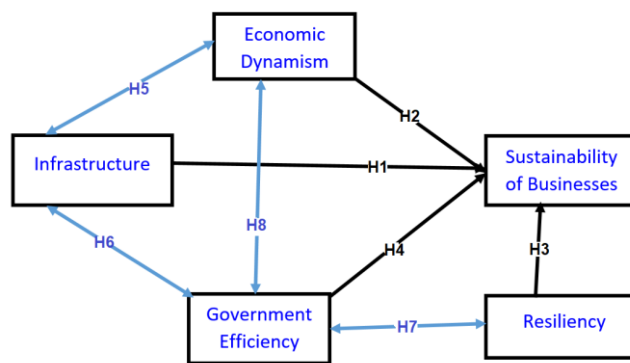 Economic
Dynamism
H5
H2
Infrastructure
H1
Sustainability
of Businesses
H6
H8
H4
H3
Government
Efficiency
H7
Resiliency